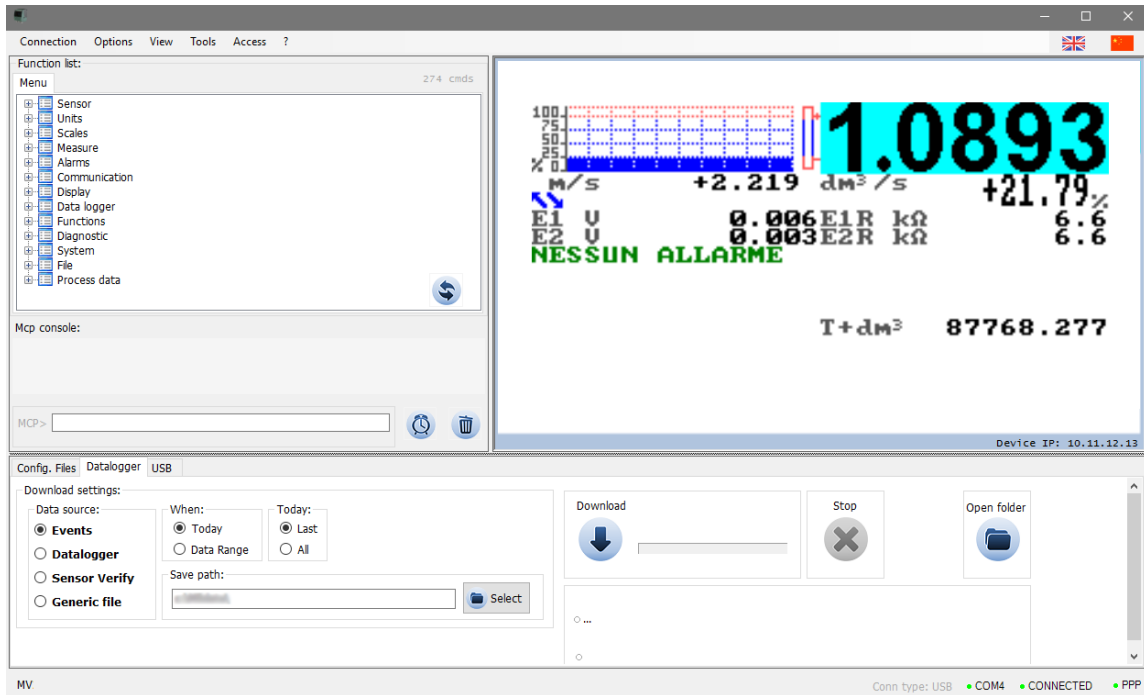 Connection Options View Tools Access ?
Function list:
Menu
274 cmds
Sensor
Units
Scales
Measure
Alarms
Communication
Display
Data logger
Functions
Diagnostic
System
File
Process data
Mcp console:
MCP>
100
75
50
25
% 0
1.0893
m/s +2.219 dm³/s +21.79%
E1 V 0.006 E1R kΩ 6.6
E2 V 0.003 E2R kΩ 6.6
NESSUN ALLARME
T+dm³ 87768.277
Device IP: 10.11.12.13
Config. Files Datalogger USB
Download settings:
Data source:
Events
Datalogger
Sensor Verify
Generic file
When:
Today
Data Range
Today:
Last
All
Save path:
Select
Download
Stop
Open folder
...
MV
Conn type: USB COM4 CONNECTED PPP